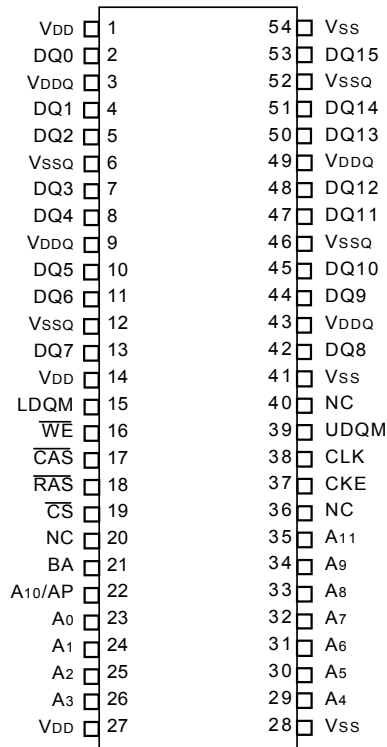 VDD 1 54 VSS
DQ0 2 53 DQ15
VDDQ 3 52 VSSQ
DQ1 4 51 DQ14
DQ2 5 50 DQ13
VSSQ 6 49 VDDQ
DQ3 7 48 DQ12
DQ4 8 47 DQ11
VDDQ 9 46 VSSQ
DQ5 10 45 DQ10
DQ6 11 44 DQ9
VSSQ 12 43 VDDQ
DQ7 13 42 DQ8
VDD 14 41 VSS
LDQM 15 40 NC
W̅E̅ 16 39 UDQM
C̅A̅S̅ 17 38 CLK
R̅A̅S̅ 18 37 CKE
C̅S̅ 19 36 NC
NC 20 35 A11
BA 21 34 A9
A10/AP 22 33 A8
A0 23 32 A7
A1 24 31 A6
A2 25 30 A5
A3 26 29 A4
VDD 27 28 VSS